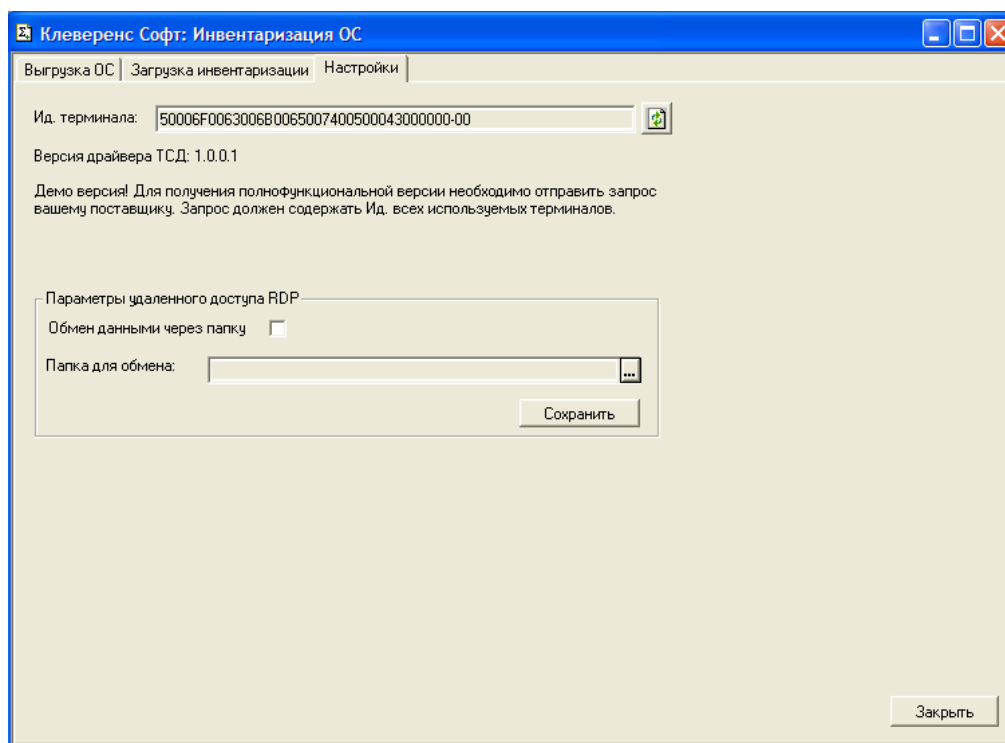 Клеверенс Софт: Инвентаризация ОС
Выгрузка ОС Загрузка инвентаризации Настройки
Ид. терминала: 50006F0063006B0065007400500043000000-00
Версия драйвера ТСД: 1.0.0.1
Демо версия! Для получения полнофункциональной версии необходимо отправить запрос
вашему поставщику. Запрос должен содержать Ид. всех используемых терминалов.
Параметры удаленного доступа RDP
Обмен данными через папку
Папка для обмена: ...
Сохранить
Закрыть